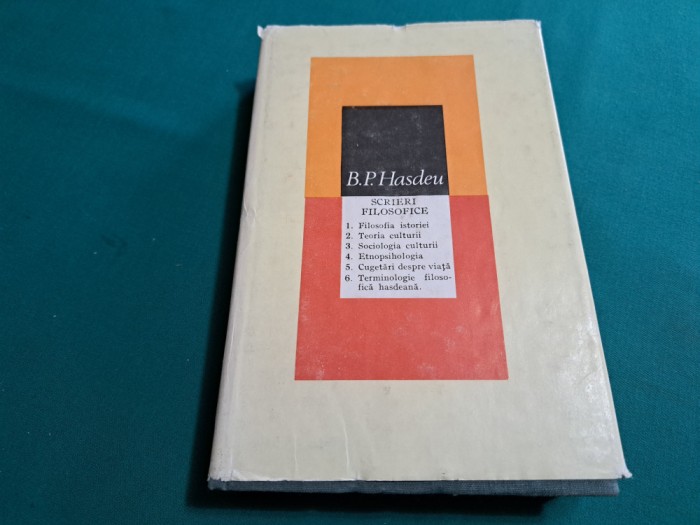 B.P. Hasdeu
SCRIERI
FILOSOFICE
1. Filosofia istoriei
2. Teoria culturii
3. Sociologia culturii
4. Etnopsihologia
5. Cugetări despre viață
6. Terminologie filoso-
fică hasdeană.